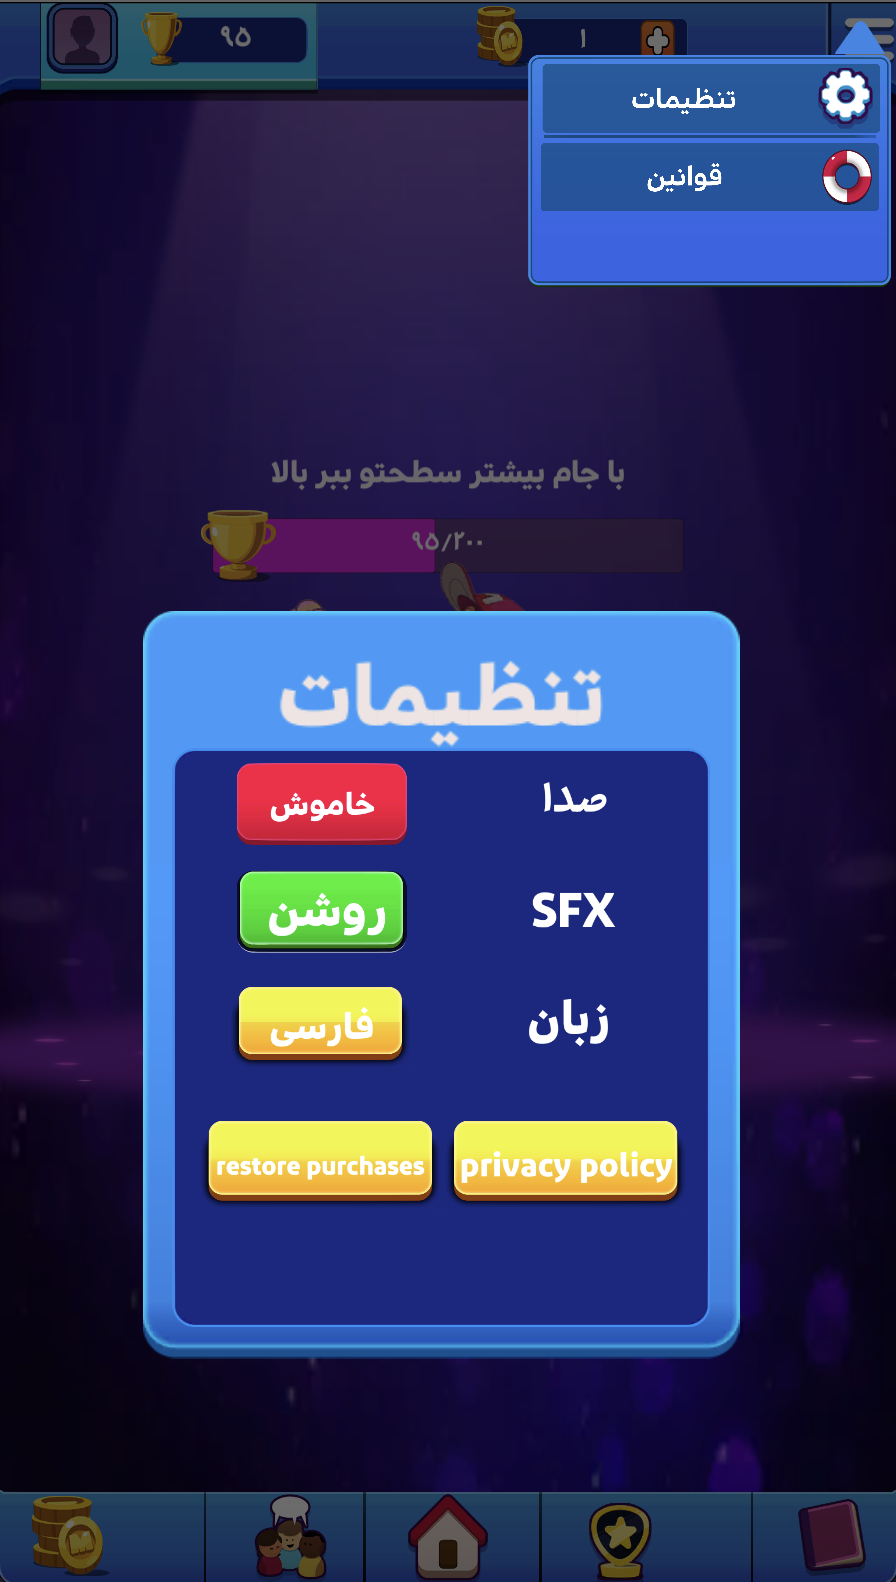 ۹۵
۱
تنظیمات
قوانین
با جام بیشتر سطحتو ببر بالا
۹۵/۲۰۰
تنظیمات
صدا
خاموش
SFX
روشن
زبان
فارسی
restore purchases
privacy policy
M
M